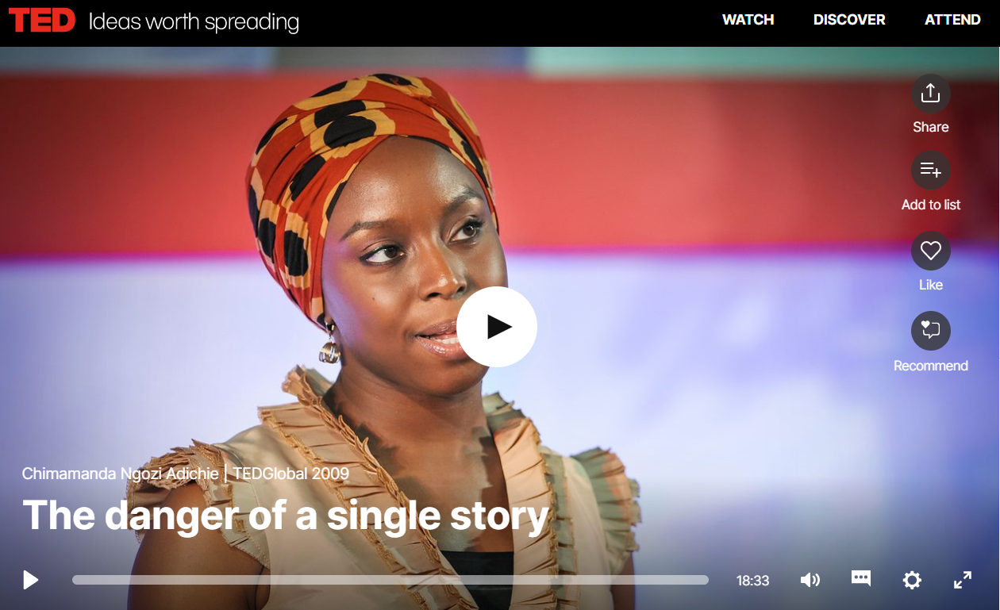 TED Ideas worth spreading WATCH DISCOVER ATTEND
Share
Add to list
Like
Recommend
Chimamanda Ngozi Adichie | TEDGlobal 2009
The danger of a single story
18:33